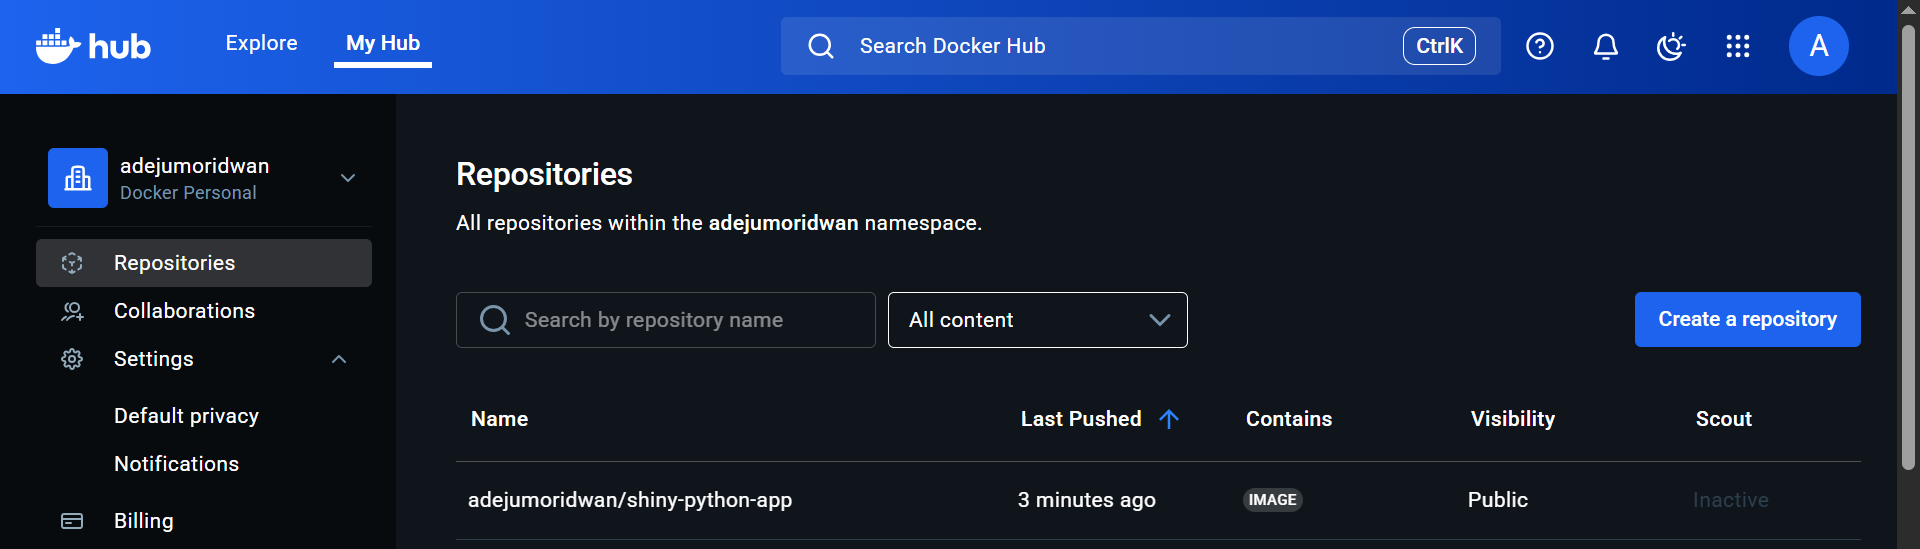 hub
Explore
My Hub
Search Docker Hub
CtrlK
A
adejumoridwan
Docker Personal
Repositories
Collaborations
Settings
Default privacy
Notifications
Billing
Repositories
All repositories within the adejumoridwan namespace.
Search by repository name
All content
Create a repository
Name Last Pushed Contains Visibility Scout
adejumoridwan/shiny-python-app 3 minutes ago IMAGE Public Inactive